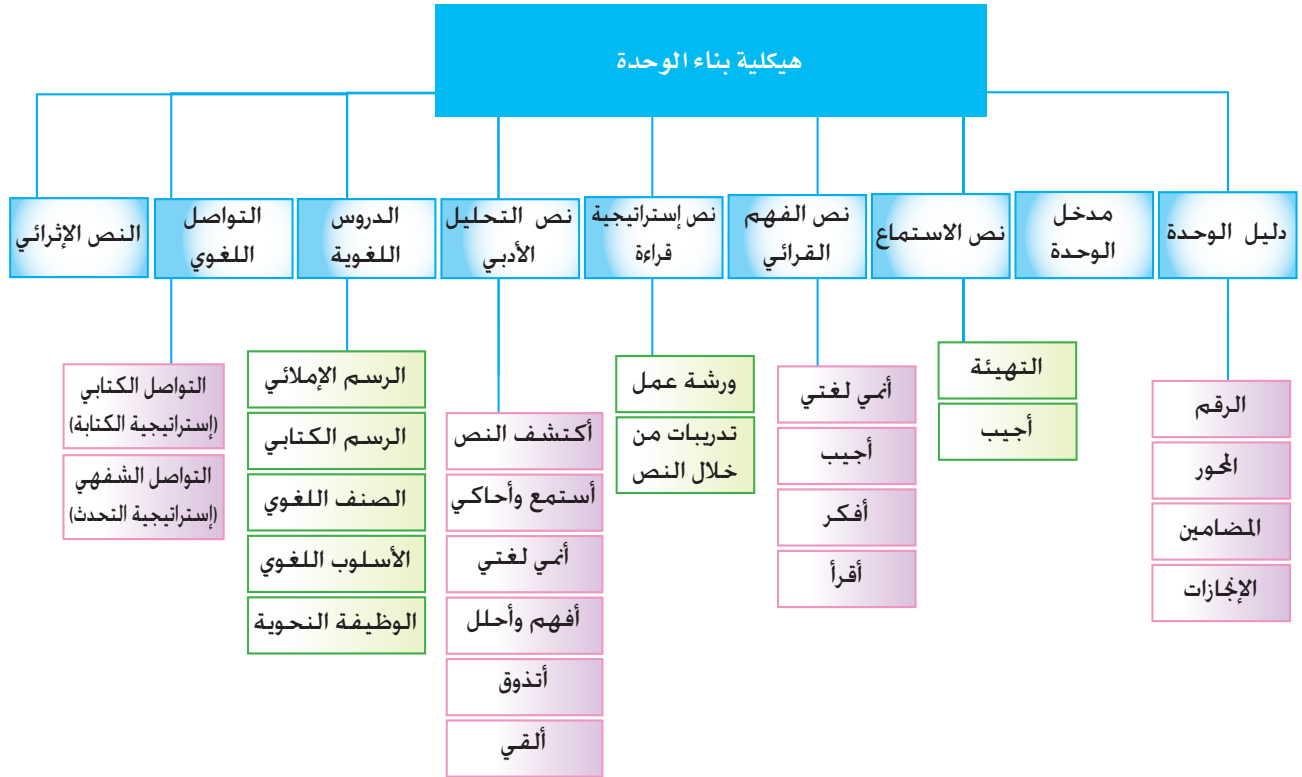 هيكلية بناء الوحدة
دليل الوحدة
مدخل
الوحدة
نص الاستماع
نص الفهم
القرائي
نص إستراتيجية
قراءة
نص التحليل
الأدبي
الدروس
اللغوية
التواصل
اللغوي
النص الإثرائي
الرقم
المحور
المضامين
الإنجازات
التهيئة
أجيب
أنمي لغتي
أجيب
أفكر
أقرأ
ورشة عمل
تدريبات من
خلال النص
أكتشف النص
أستمع وأحاكي
أنمي لغتي
أفهم وأحلل
أتذوق
ألقي
الرسم الإملائي
الرسم الكتابي
الصنف اللغوي
الأسلوب اللغوي
الوظيفة النحوية
التواصل الكتابي
(إستراتيجية الكتابة)
التواصل الشفهي
(إستراتيجية التحدث)